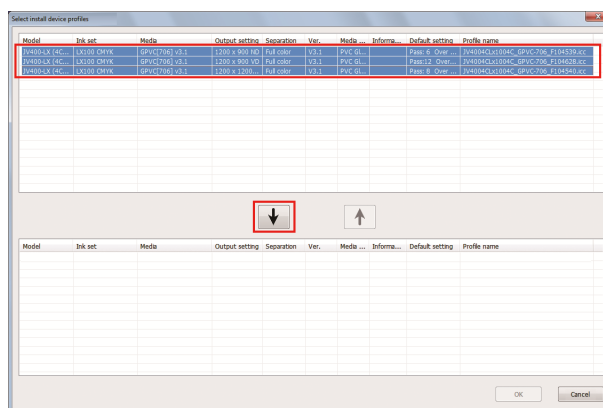 Select install device profiles
Model Ink set Media Output setting Separation Ver. Media ... Informa... Default setting Profile name
JV400-LX (4C... LX100 CMYK GPVC[706] v3.1 1200 x 900 ND Full color V3.1 PVC Gl... Pass: 6 Over ... JV4004CLx1004C_GPVC-706_F104539.icc
JV400-LX (4C... LX100 CMYK GPVC[706] v3.1 1200 x 900 VD Full color V3.1 PVC Gl... Pass:12 Over... JV4004CLx1004C_GPVC-706_F104628.icc
JV400-LX (4C... LX100 CMYK GPVC[706] v3.1 1200 x 1200... Full color V3.1 PVC Gl... Pass: 8 Over ... JV4004CLx1004C_GPVC-706_F104540.icc
Model Ink set Media Output setting Separation Ver. Media ... Informa... Default setting Profile name
OK Cancel